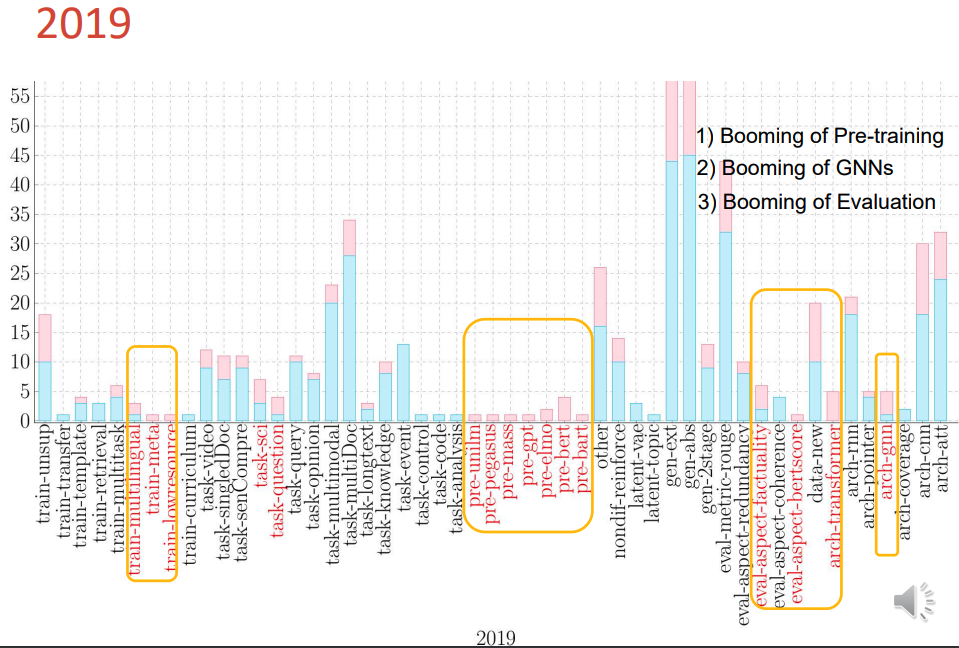 2019
55
50
45
40
35
30
25
20
15
10
5
0
1) Booming of Pre-training
2) Booming of GNNs
3) Booming of Evaluation
train-unsup
train-transfer
train-template
train-retrieval
train-multitask
train-mutilingual
train-meta
train-lowresource
train-curriculum
task-video
task-singledDoc
task-senCompre
task-sci
task-question
task-query
task-opinion
task-multimodal
task-multiDoc
task-longtext
task-knowledge
task-event
task-control
task-code
task-analysis
pre-unilm
pre-pegasus
pre-mass
pre-gpt
pre-elmo
pre-bert
pre-bart
other
nondif-reinforce
latent-vae
latent-topic
gen-ext
gen-abs
gen-2stage
eval-metric-rouge
eval-aspect-redundancy
eval-aspect-factuality
eval-aspect-coherence
eval-aspect-bertscore
data-new
arch-transformer
arch-rnn
arch-pointer
arch-gnn
arch-coverage
arch-cnn
arch-att
2019